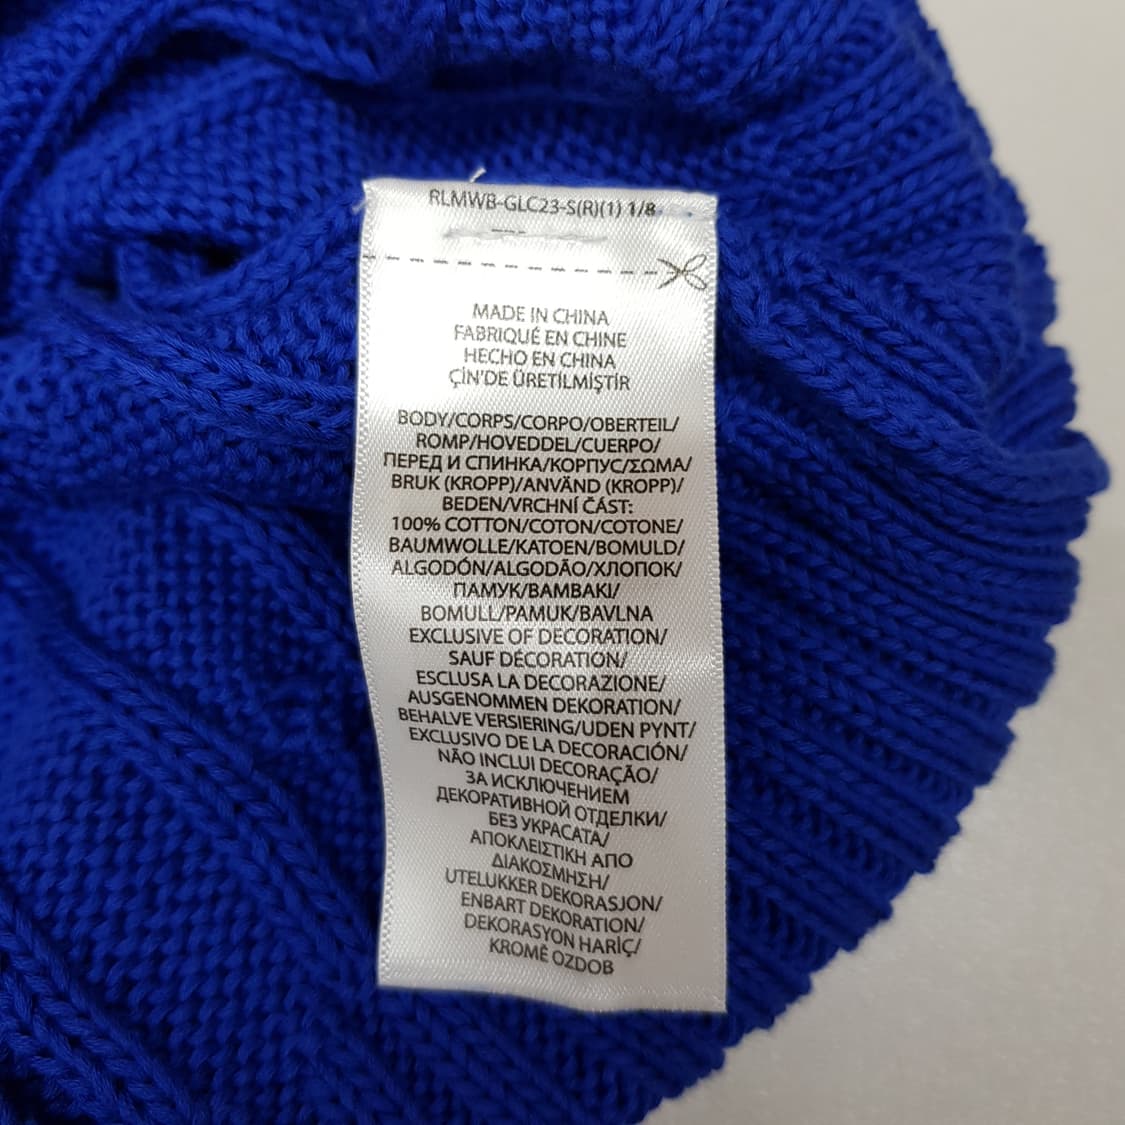 RLMWB-GLC23-S(R)(1) 1/8
MADE IN CHINA
FABRIQUÉ EN CHINE
HECHO EN CHINA
ÇİN'DE ÜRETİLMİŞTİR
BODY/CORPS/CORPO/OBERTEIL/
ROMP/HOVEDDEL/CUERPO/
ПЕРЕД И СПИНКА/КОРПУС/ΣΩΜΑ/
BRUK (KROPP)/ANVÄND (KROPP)/
BEDEN/VRCHNÍ ČÁST:
100% COTTON/COTON/COTONE/
BAUMWOLLE/KATOEN/BOMULD/
ALGODÓN/ALGODÃO/ХЛОПОК/
ПАМУК/ΒΑΜΒΑΚΙ/
BOMULL/PAMUK/BAVLNA
EXCLUSIVE OF DECORATION/
SAUF DÉCORATION/
ESCLUSA LA DECORAZIONE/
AUSGENOMMEN DEKORATION/
BEHALVE VERSIERING/UDEN PYNT/
EXCLUSIVO DE LA DECORACIÓN/
NÃO INCLUI DECORAÇÃO/
ЗА ИСКЛЮЧЕНИЕМ
ДЕКОРАТИВНОЙ ОТДЕЛКИ/
БЕЗ УКРАСАТА/
ΑΠΟΚΛΕΙΣΤΙΚΗ ΑΠΟ
ΔΙΑΚΟΣΜΗΣΗ/
UTELUKKER DEKORASJON/
ENBART DEKORATION/
DEKORASYON HARİÇ/
KROMĚ OZDOB